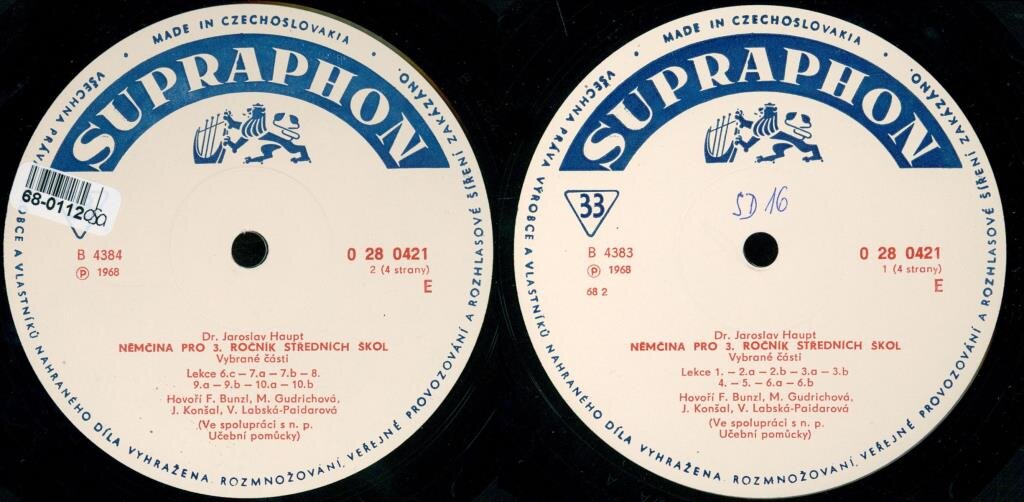 MADE IN CZECHOSLOVAKIA
SUPRAPHON
68-0112
B 4384
Ⓟ 1968
0 28 0421
2 (4 strany)
E
Dr. Jaroslav Haupt
NĚMČINA PRO 3. ROČNÍK STŘEDNICH ŠKOL
Vybrané části
Lekce 6.c – 7.a – 7.b – 8.
9.a – 9.b – 10.a – 10.b
Hovoří F. Bunzl, M. Gudrichová,
J. Konšal, V. Labská-Paidarová
(Ve spolupráci s n. p.
Učební pomůcky)
VŠECHNA PRÁVA VÝROBCE A VLASTNÍKŮ NAHRANÉHO DÍLA VYHRAŽENA. ROZMNOŽOVÁNÍ, VEŘEJNÉ PROVOZOVÁNÍ A ROZHLASOVÉ ŠÍŘENÍ ZAKÁZÁNO.
MADE IN CZECHOSLOVAKIA
SUPRAPHON
33
SD 16
B 4383
Ⓟ 1968
68 2
0 28 0421
1 (4 strany)
E
Dr. Jaroslav Haupt
NĚMČINA PRO 3. ROČNÍK STŘEDNICH ŠKOL
Vybrané části
Lekce 1. – 2.a – 2.b – 3.a – 3.b
4. – 5. – 6.a – 6.b
Hovoří F. Bunzl, M. Gudrichová,
J. Konšal, V. Labská-Paidarová
(Ve spolupráci s n. p.
Učební pomůcky)
VŠECHNA PRÁVA VÝROBCE A VLASTNÍKŮ NAHRANÉHO DÍLA VYHRAŽENA. ROZMNOŽOVÁNÍ, VEŘEJNÉ PROVOZOVÁNÍ A ROZHLASOVÉ ŠÍŘENÍ ZAKÁZÁNO.